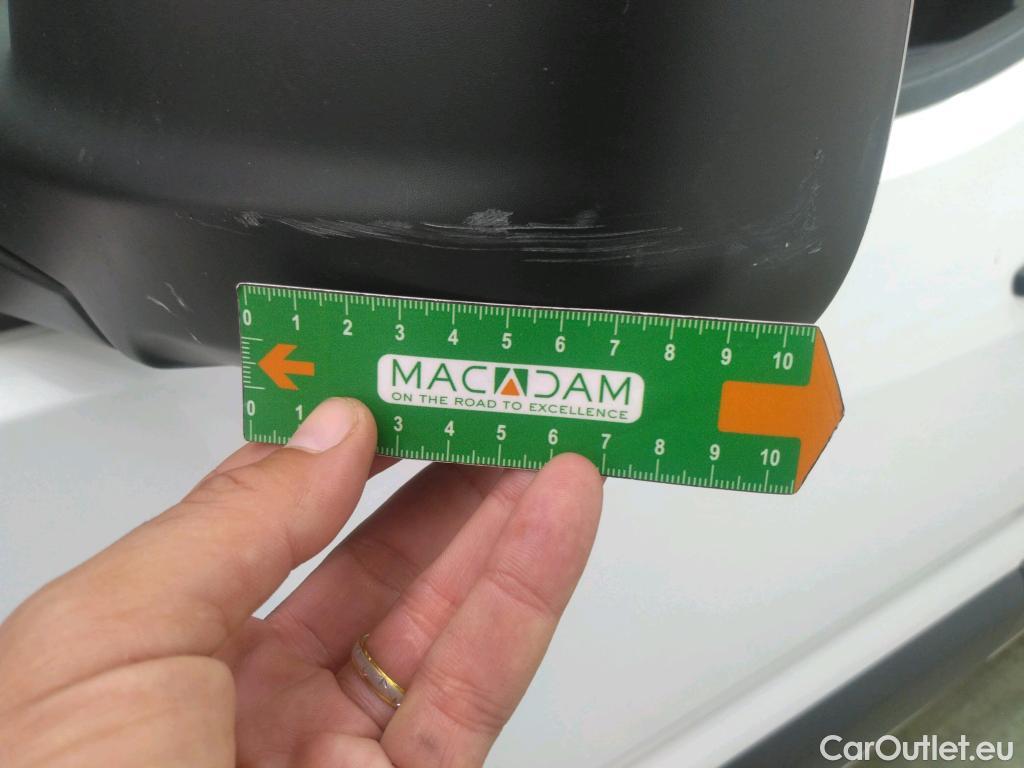 0 1 2 3 4 5 6 7 8 9 10
MACADAM
ON THE ROAD TO EXCELLENCE
0 1 3 4 5 6 7 8 9 10
CarOutlet.eu